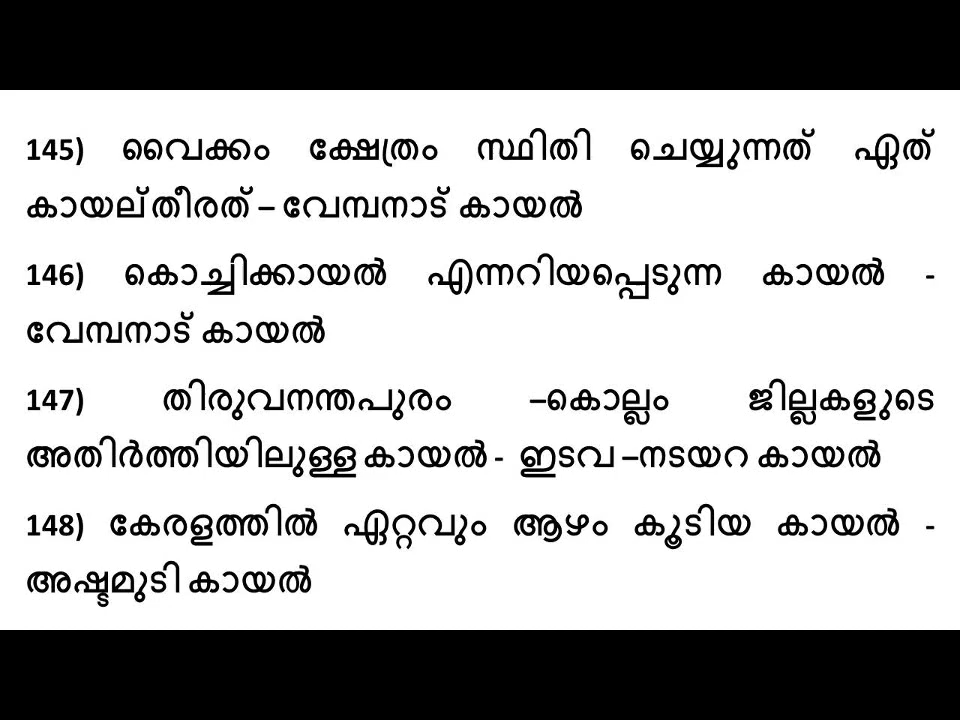 145) വൈക്കം ക്ഷേത്രം സ്ഥിതി ചെയ്യുന്നത് ഏത്
കായല്തീരത് – വേമ്പനാട് കായൽ
146) കൊച്ചിക്കായൽ എന്നറിയപ്പെടുന്ന കായൽ -
വേമ്പനാട് കായൽ
147) തിരുവനന്തപുരം –കൊല്ലം ജില്ലകളുടെ
അതിർത്തിയിലുള്ള കായൽ - ഇടവ –നടയറ കായൽ
148) കേരളത്തിൽ ഏറ്റവും ആഴം കൂടിയ കായൽ -
അഷ്ടമുടി കായൽ